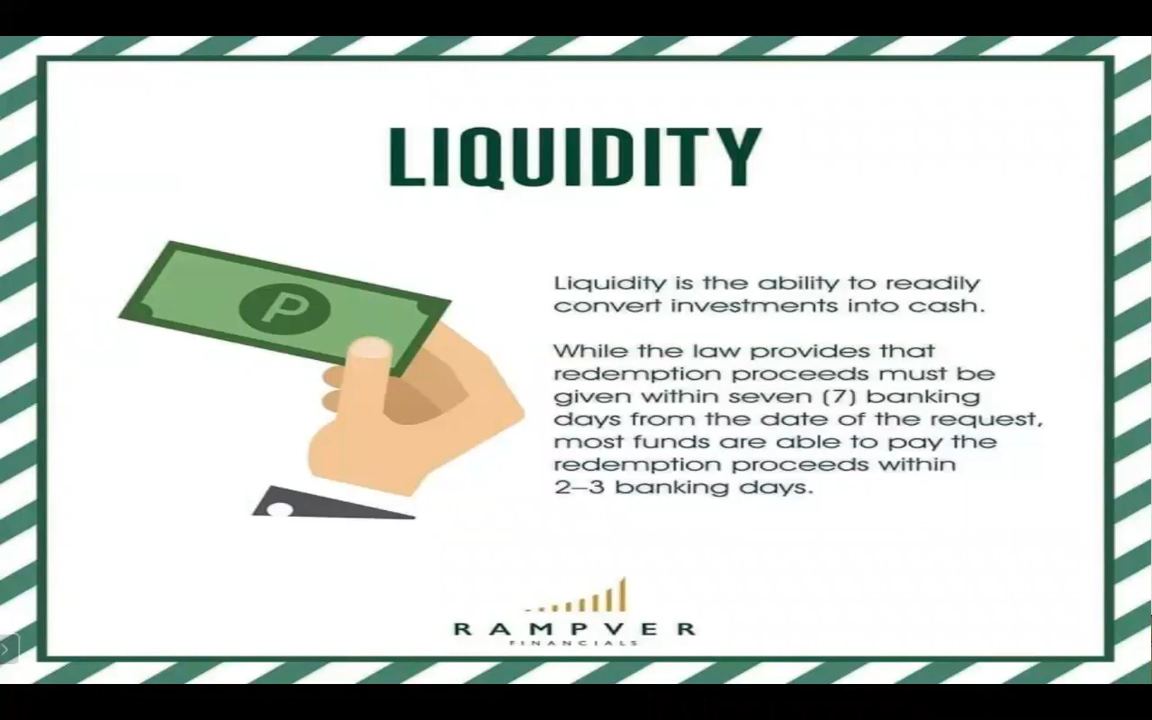 LIQUIDITY
P
Liquidity is the ability to readily
convert investments into cash.
While the law provides that
redemption proceeds must be
given within seven (7) banking
days from the date of the request,
most funds are able to pay the
redemption proceeds within
2–3 banking days.
RAMPVER
FINANCIALS